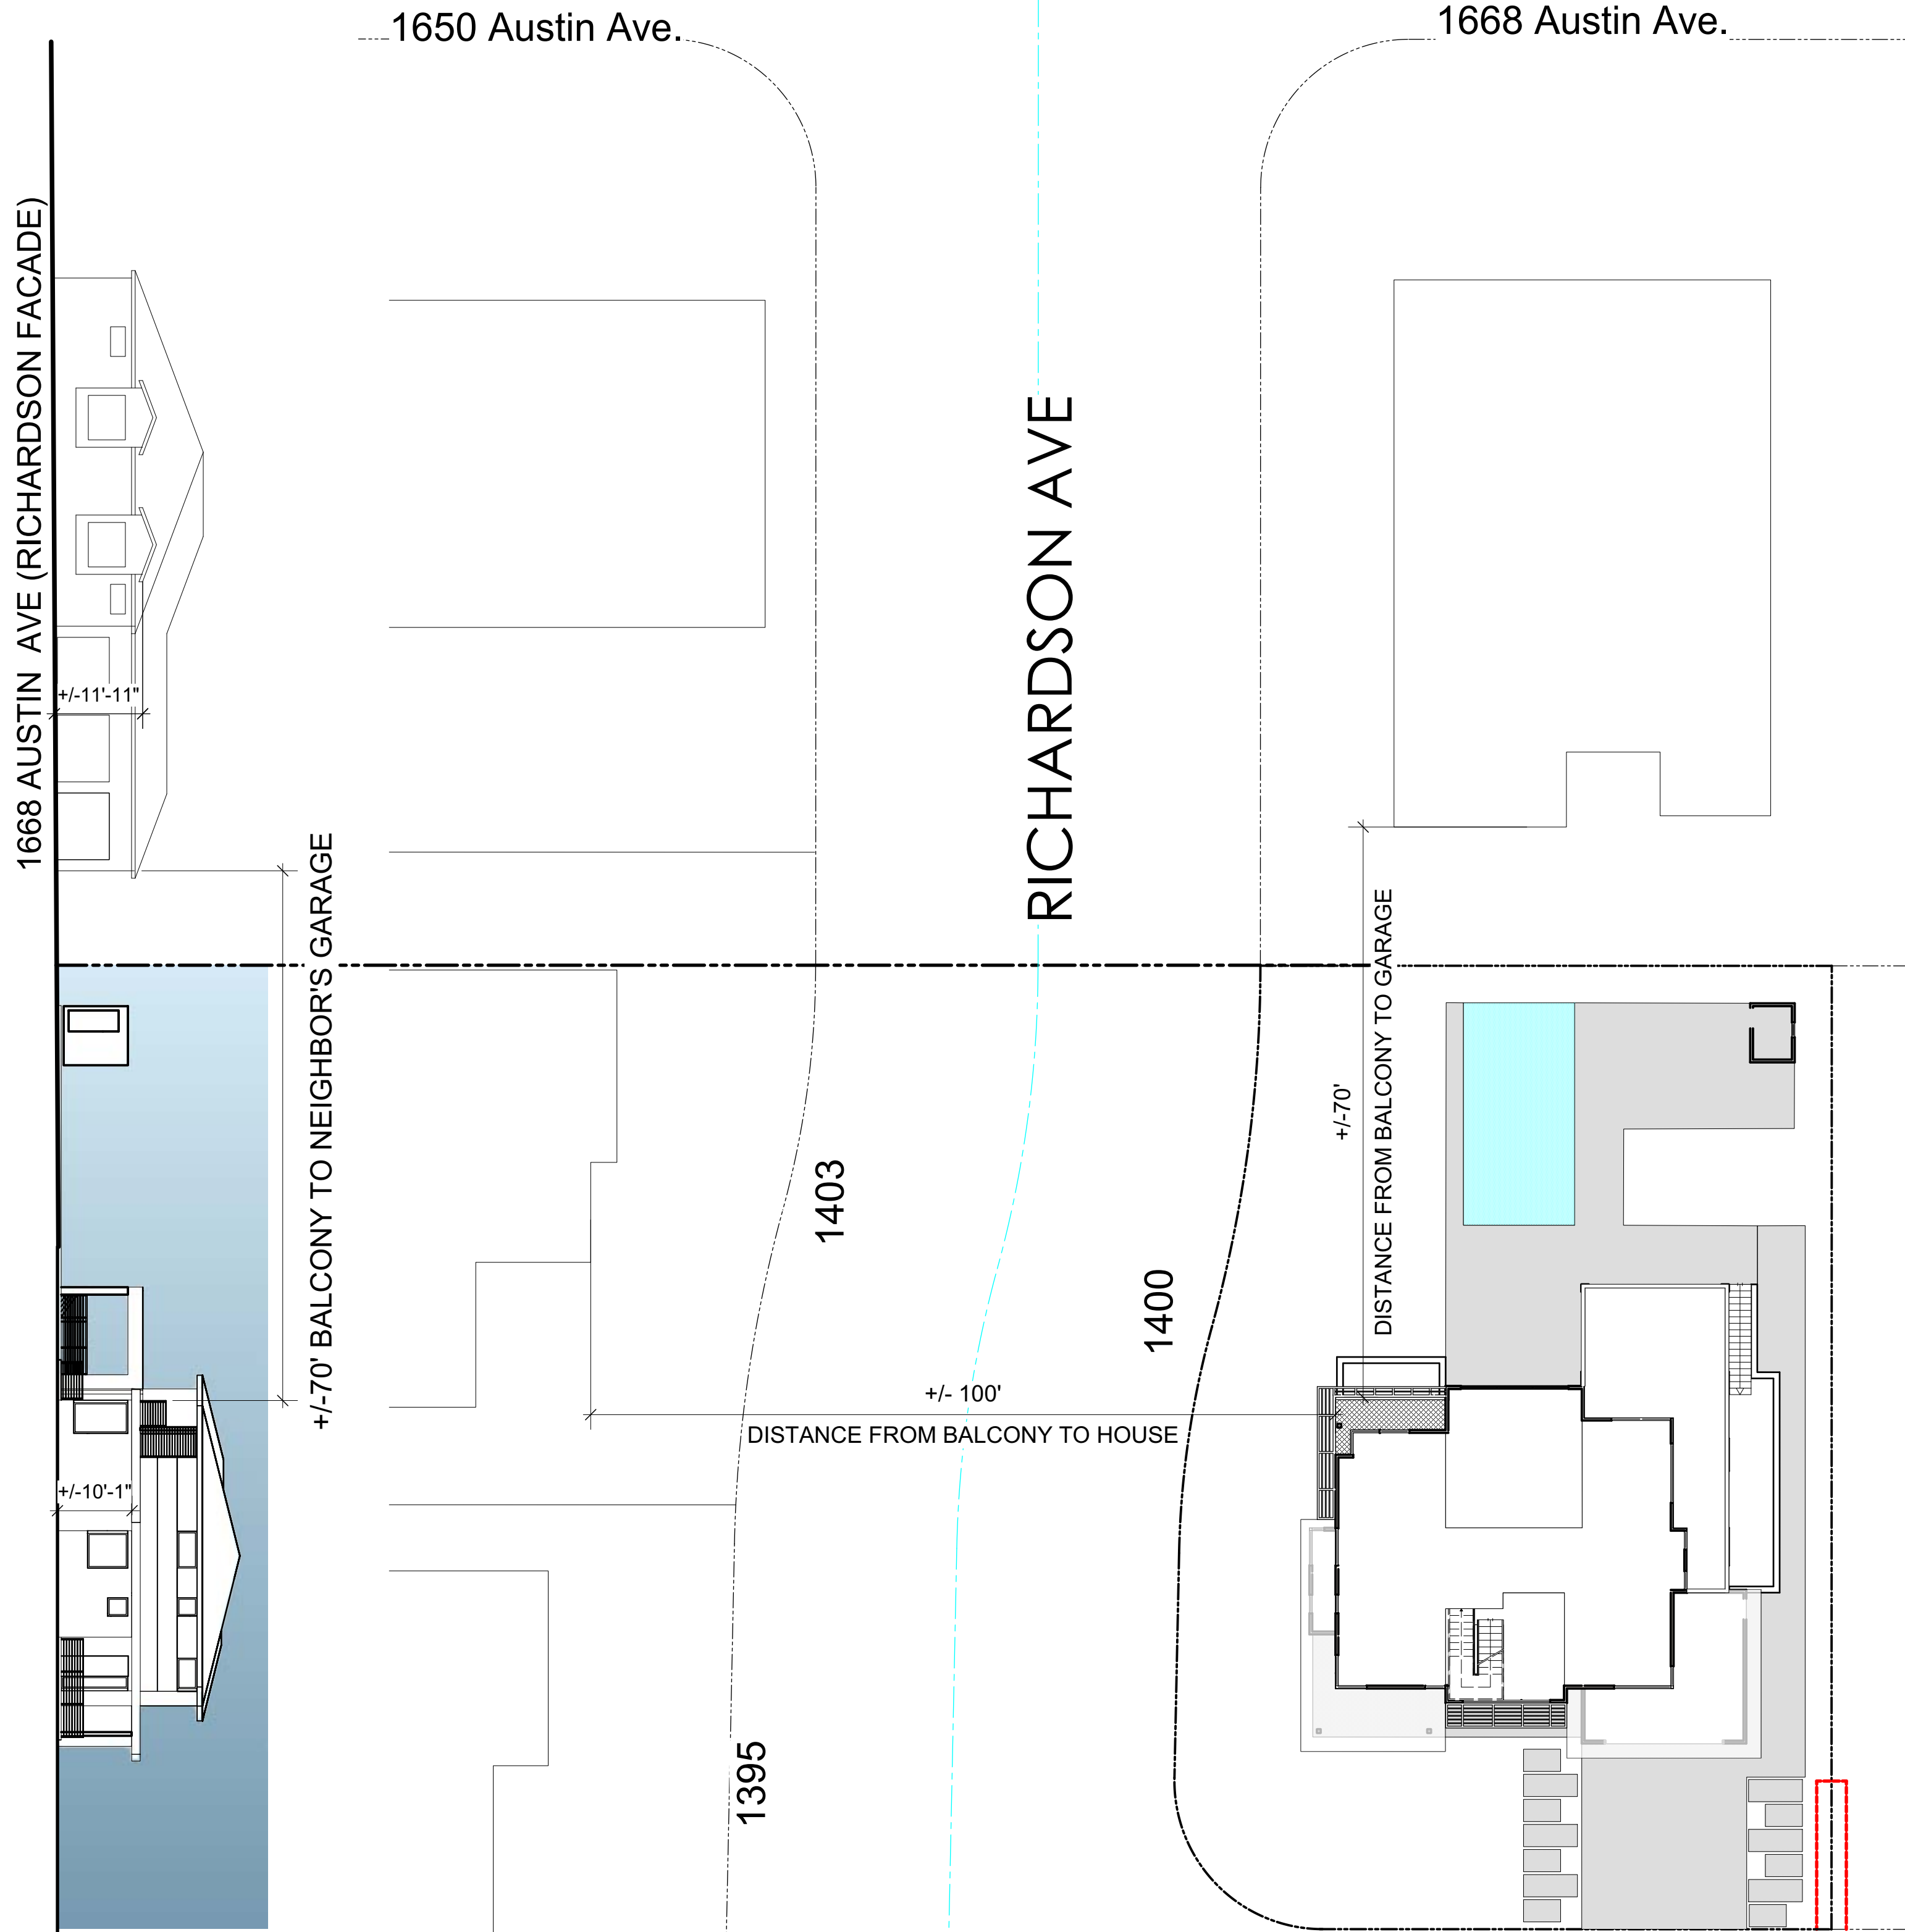 1650 Austin Ave.
1668 Austin Ave.
1668 AUSTIN AVE (RICHARDSON FACADE)
RICHARDSON AVE
+/-11'-11"
+/-70' BALCONY TO NEIGHBOR'S GARAGE
+/-70'
DISTANCE FROM BALCONY TO GARAGE
1403
1400
+/- 100'
DISTANCE FROM BALCONY TO HOUSE
+/-10'-1"
1395